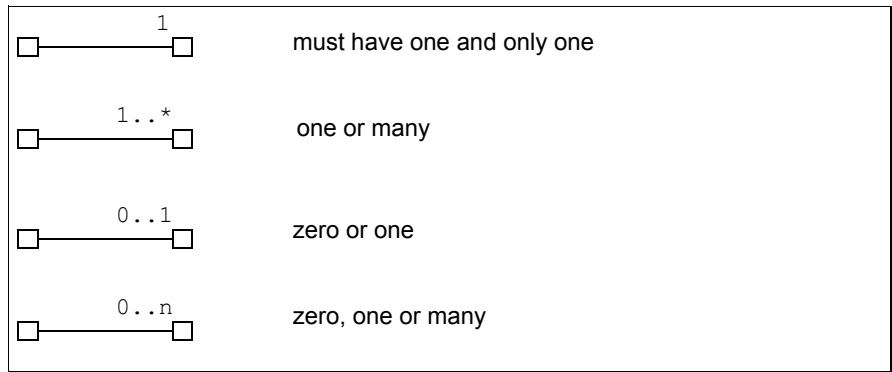 1
must have one and only one
1..*
one or many
0..1
zero or one
0..n
zero, one or many